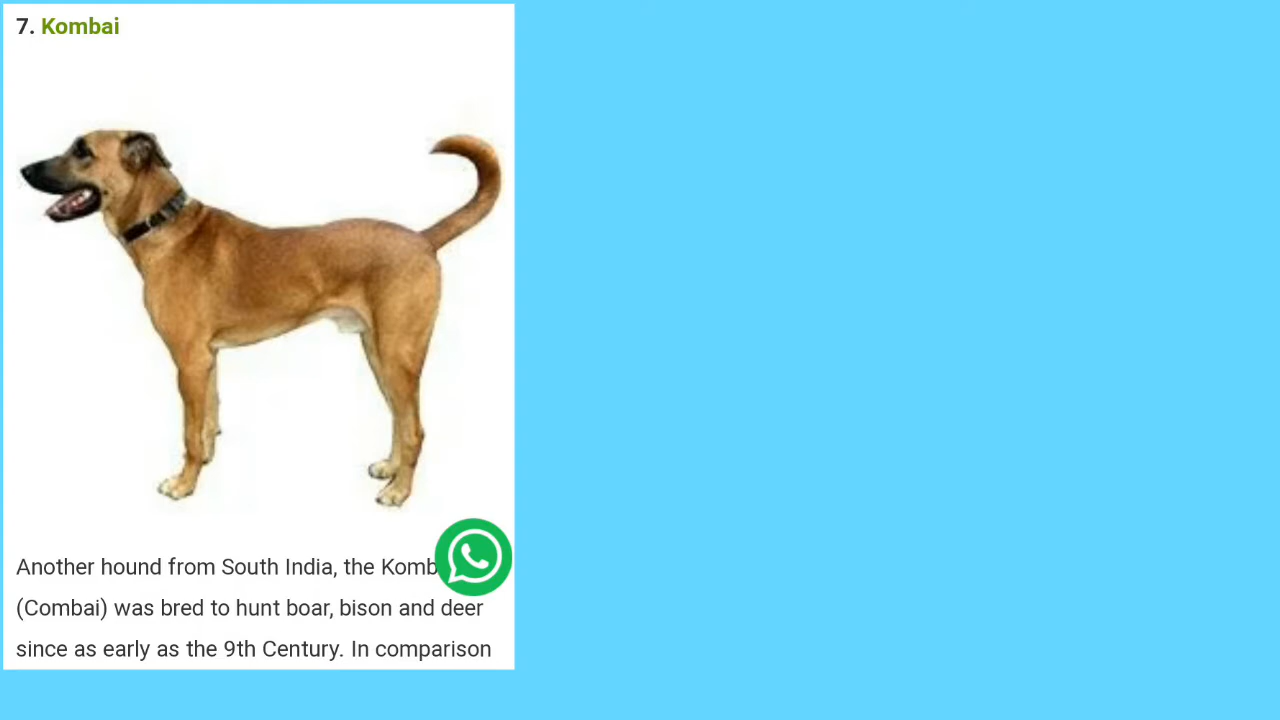 7. Kombai
Another hound from South India, the Komb
(Combai) was bred to hunt boar, bison and deer
since as early as the 9th Century. In comparison